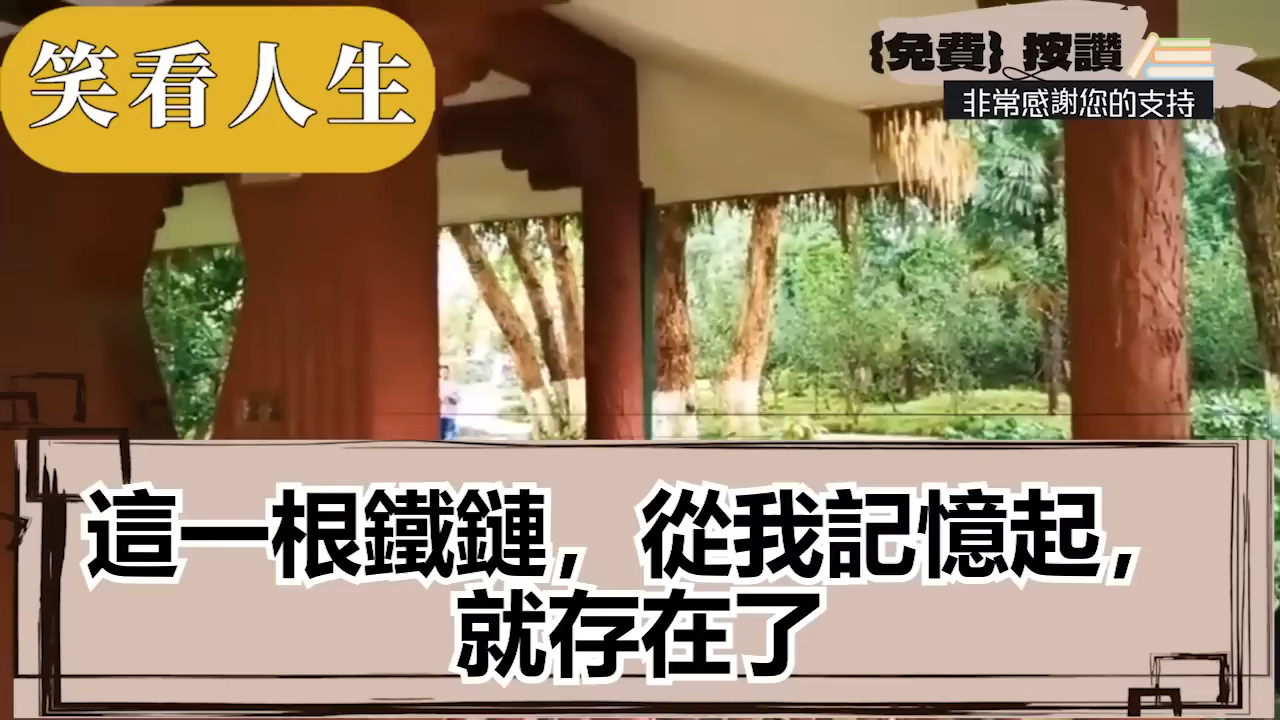 笑看人生
{免費} 按讚
非常感謝您的支持
這一根鐵鏈，從我記憶起，
就存在了